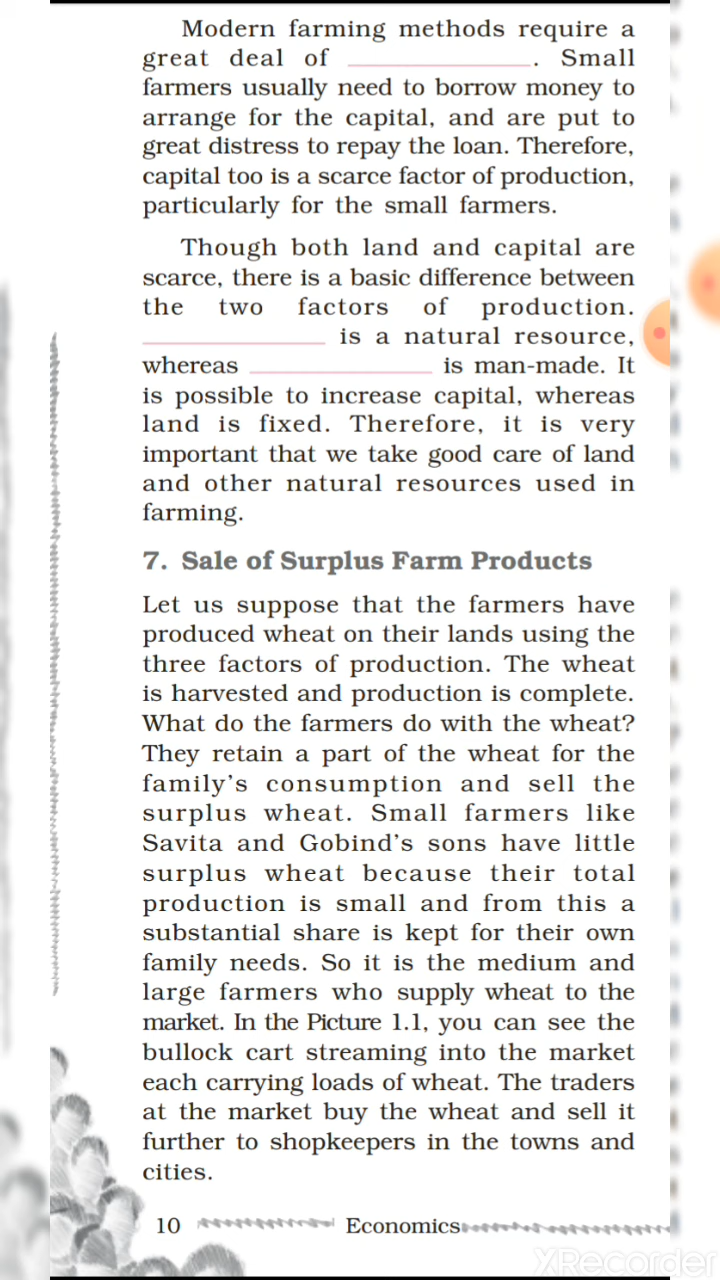 Modern farming methods require a
great deal of ______________. Small
farmers usually need to borrow money to
arrange for the capital, and are put to
great distress to repay the loan. Therefore,
capital too is a scarce factor of production,
particularly for the small farmers.
Though both land and capital are
scarce, there is a basic difference between
the two factors of production.
______________ is a natural resource,
whereas ______________ is man-made. It
is possible to increase capital, whereas
land is fixed. Therefore, it is very
important that we take good care of land
and other natural resources used in
farming.
7. Sale of Surplus Farm Products
Let us suppose that the farmers have
produced wheat on their lands using the
three factors of production. The wheat
is harvested and production is complete.
What do the farmers do with the wheat?
They retain a part of the wheat for the
family's consumption and sell the
surplus wheat. Small farmers like
Savita and Gobind's sons have little
surplus wheat because their total
production is small and from this a
substantial share is kept for their own
family needs. So it is the medium and
large farmers who supply wheat to the
market. In the Picture 1.1, you can see the
bullock cart streaming into the market
each carrying loads of wheat. The traders
at the market buy the wheat and sell it
further to shopkeepers in the towns and
cities.
10 Economics
XRecorder